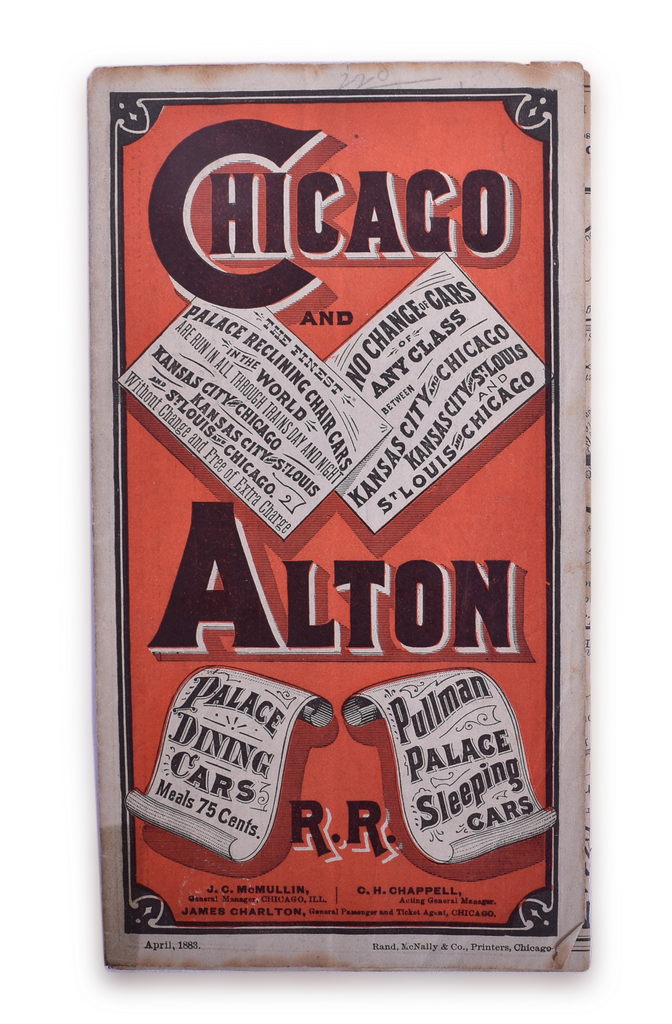 220
CHICAGO
AND
THE FINEST
PALACE RECLINING CHAIR CARS
IN THE WORLD
ARE RUN IN ALL THROUGH TRAINS DAY AND NIGHT
KANSAS CITY AND CHICAGO
KANSAS CITY AND ST LOUIS
AND
ST LOUIS AND CHICAGO.
Without Change and Free of Extra Charge
NO CHANGE OF CARS
OF
ANY CLASS
BETWEEN
KANSAS CITY AND CHICAGO
KANSAS CITY AND ST LOUIS
AND
ST LOUIS AND CHICAGO
ALTON
PALACE
DINING
CARS
Meals 75 Cents.
Pullman
PALACE
Sleeping
CARS
R.R.
J. C. McMULLIN,
General Manager, CHICAGO, ILL.
C. H. CHAPPELL,
Acting General Manager.
JAMES CHARLTON, General Passenger and Ticket Agent, CHICAGO.
April, 1883.
Rand, McNally & Co., Printers, Chicago